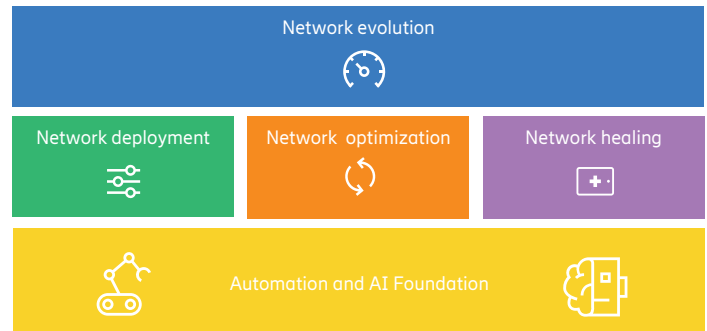 Network evolution
Network deployment
Network optimization
Network healing
Automation and AI Foundation